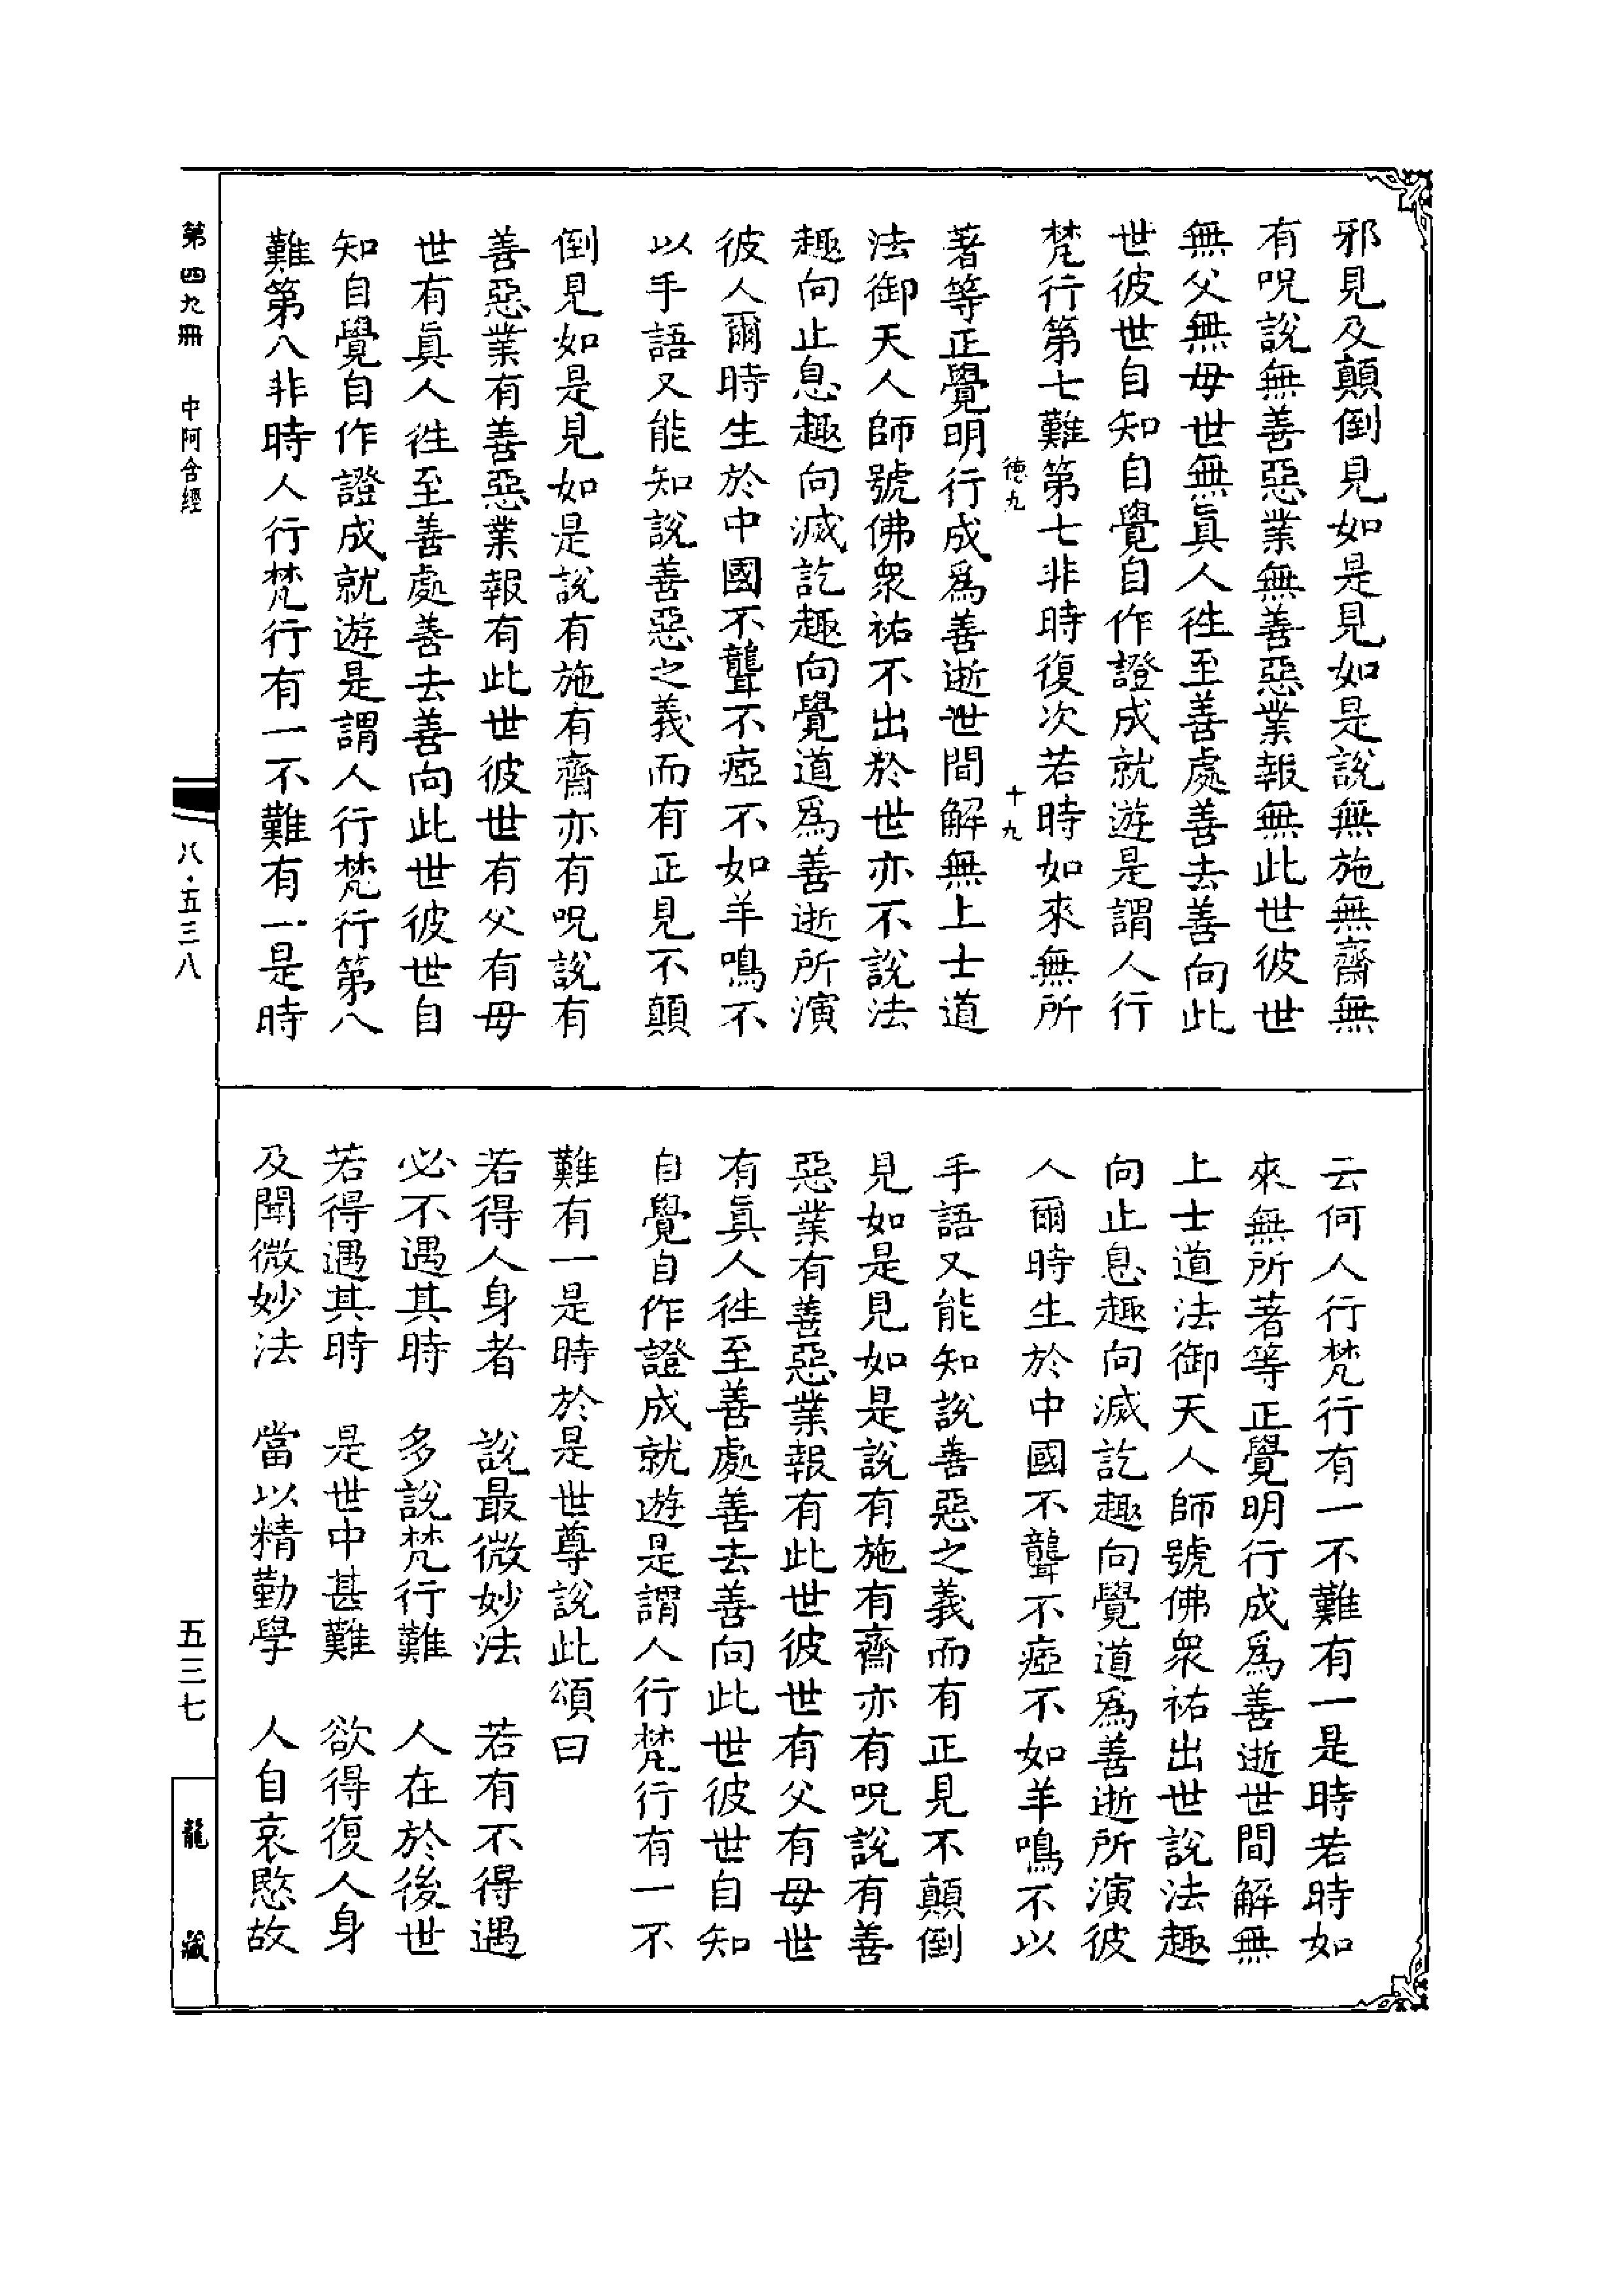 邪見及顛倒見如是見如是說無施無齋無
有呪說無善惡業無善惡業報無此世彼世
無父無母世無眞人徃至善處善去善向此
世彼世自知自覺自作證成就遊是謂人行
梵行第七難第七非時復次若時如來無所
德九 十九
著等正覺明行成爲善逝世間解無上士道
法御天人師號佛衆祐不出於世亦不說法
趣向止息趣向滅訖趣向覺道爲善逝所演
彼人爾時生於中國不聾不瘂不如羊鳴不
以手語又能知說善惡之義而有正見不顛
倒見如是見如是說有施有齋亦有呪說有
善惡業有善惡業報有此世彼世有父有母
世有眞人徃至善處善去善向此世彼世自
知自覺自作證成就遊是謂人行梵行第八
難第八非時人行梵行有一不難有一是時
云何人行梵行有一不難有一是時若時如
來無所著等正覺明行成爲善逝世間解無
上士道法御天人師號佛衆祐出世說法趣
向止息趣向滅訖趣向覺道爲善逝所演彼
人爾時生於中國不聾不瘂不如羊鳴不以
手語又能知說善惡之義而有正見不顛倒
見如是見如是說有施有齋亦有呪說有善
惡業有善惡業報有此世彼世有父有母世
有眞人徃至善處善去善向此世彼世自知
自覺自作證成就遊是謂人行梵行有一不
難有一是時於是世尊說此頌曰
若得人身者 說最微妙法 若有不得遇
必不遇其時 多說梵行難 人在於後世
若得遇其時 是世中甚難 欲得復人身
及聞微妙法 當以精勤學 人自哀愍故
第四九冊 中阿含經
八·五三八
五三七
龍藏